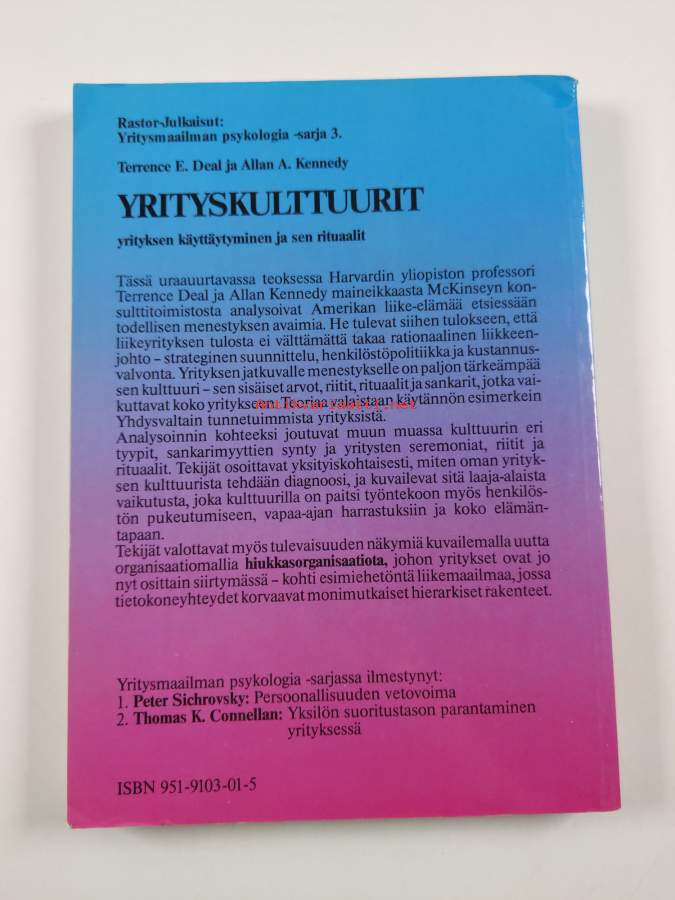 Rastor-Julkaisut:
Yritysmaailman psykologia -sarja 3.
Terrence E. Deal ja Allan A. Kennedy
YRITYSKULTTUURIT
yrityksen käyttäytyminen ja sen rituaalit
Tässä uraauurtavassa teoksessa Harvardin yliopiston professori
Terrence Deal ja Allan Kennedy maineikkaasta McKinseyn kon-
sulttitoimistosta analysoivat Amerikan liike-elämää etsiessään
todellisen menestyksen avaimia. He tulevat siihen tulokseen, että
liikeyrityksen tulosta ei välttämättä takaa rationaalinen liikkeen-
johto – strateginen suunnittelu, henkilöstöpolitiikka ja kustannus-
valvonta. Yrityksen jatkuvalle menestykselle on paljon tärkeämpää
sen kulttuuri – sen sisäiset arvot, riitit, rituaalit ja sankarit, jotka vai-
kuttavat koko yritykseen. Teoriaa valaistaan käytännön esimerkein
Yhdysvaltain tunnetuimmista yrityksistä.
Antikvariaatti.net
Analysoinnin kohteeksi joutuvat muun muassa kulttuurin eri
tyypit, sankarimyyttien synty ja yritysten seremoniat, riitit ja
rituaalit. Tekijät osoittavat yksityiskohtaisesti, miten oman yrityk-
sen kulttuurista tehdään diagnoosi, ja kuvailevat sitä laaja-alaista
vaikutusta, joka kulttuurilla on paitsi työntekoon myös henkilös-
tön pukeutumiseen, vapaa-ajan harrastuksiin ja koko elämän-
tapaan.
Tekijät valottavat myös tulevaisuuden näkymiä kuvailemalla uutta
organisaatiomallia hiukkasorganisaatiota, johon yritykset ovat jo
nyt osittain siirtymässä – kohti esimiehetöntä liikemaailmaa, jossa
tietokoneyhteydet korvaavat monimutkaiset hierarkiset rakenteet.
Yritysmaailman psykologia -sarjassa ilmestynyt:
1. Peter Sichrovsky: Persoonallisuuden vetovoima
2. Thomas K. Connellan: Yksilön suoritustason parantaminen
yrityksessä
ISBN 951-9103-01-5